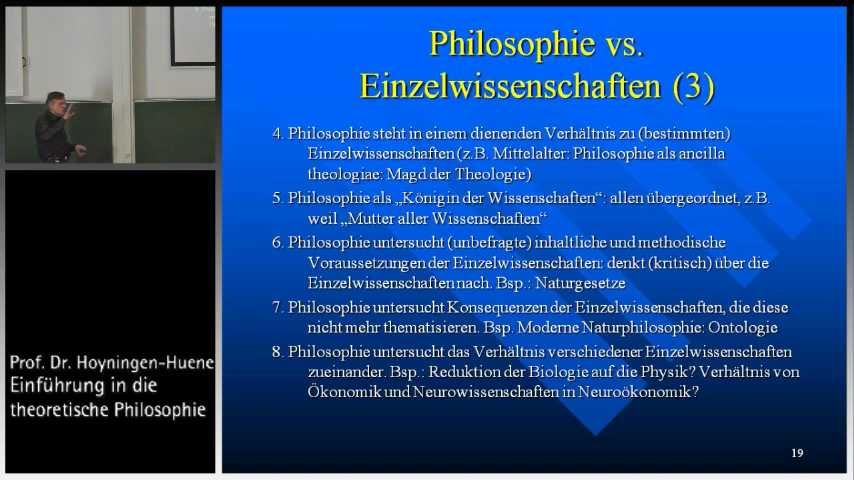 Philosophie vs.
Einzelwissenschaften (3)
4. Philosophie steht in einem dienenden Verhältnis zu (bestimmten)
Einzelwissenschaften (z.B. Mittelalter: Philosophie als ancilla
theologiae: Magd der Theologie)
5. Philosophie als „Königin der Wissenschaften“: allen übergeordnet, z.B.
weil „Mutter aller Wissenschaften“
6. Philosophie untersucht (unbefragte) inhaltliche und methodische
Voraussetzungen der Einzelwissenschaften: denkt (kritisch) über die
Einzelwissenschaften nach. Bsp.: Naturgesetze
7. Philosophie untersucht Konsequenzen der Einzelwissenschaften, die diese
nicht mehr thematisieren. Bsp. Moderne Naturphilosophie: Ontologie
8. Philosophie untersucht das Verhältnis verschiedener Einzelwissenschaften
zueinander. Bsp.: Reduktion der Biologie auf die Physik? Verhältnis von
Ökonomik und Neurowissenschaften in Neuroökonomik?
19
Prof. Dr. Hoyningen-Huene
Einführung in die
theoretische Philosophie